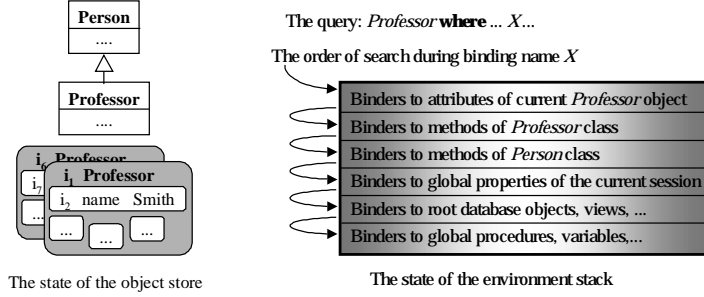 Person
....
Professor
....
i6 Professor
i7
...
i1 Professor
i2 name Smith
...
...
...
The state of the object store
The query: Professor where ... X...
The order of search during binding name X
Binders to attributes of current Professor object
Binders to methods of Professor class
Binders to methods of Person class
Binders to global properties of the current session
Binders to root database objects, views, ...
Binders to global procedures, variables,...
The state of the environment stack